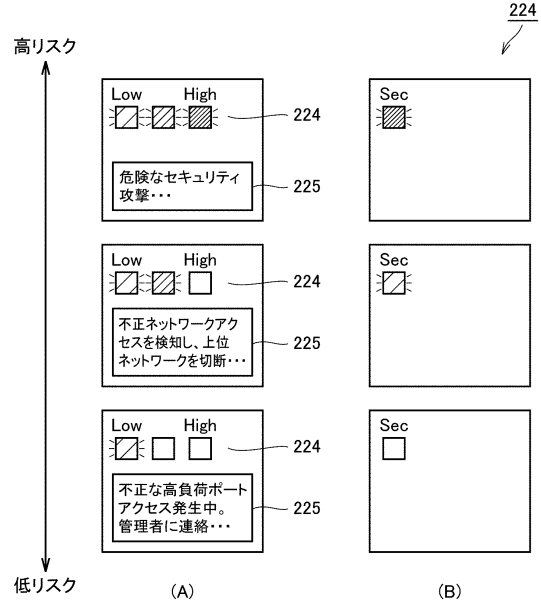 224
高リスク
Low High
224
危険なセキュリティ
攻撃・・・
225
Sec
Low High
224
不正ネットワークアク
セスを検知し、上位
ネットワークを切断・・・
225
Sec
Low High
224
不正な高負荷ポート
アクセス発生中。
管理者に連絡・・・
225
Sec
低リスク
(A)
(B)